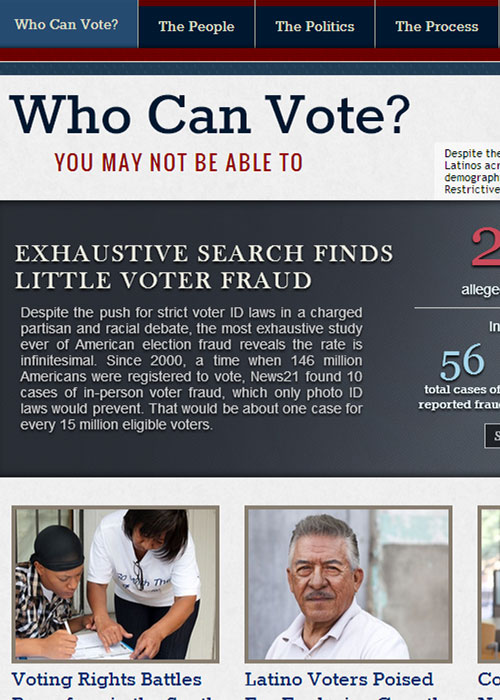 Who Can Vote?
The People
The Politics
The Process
Who Can Vote?
YOU MAY NOT BE ABLE TO
Despite the
Latinos acr
demograph
Restrictive
EXHAUSTIVE SEARCH FINDS
LITTLE VOTER FRAUD
Despite the push for strict voter ID laws in a charged
partisan and racial debate, the most exhaustive study
ever of American election fraud reveals the rate is
infinitesimal. Since 2000, a time when 146 million
Americans were registered to vote, News21 found 10
cases of in-person voter fraud, which only photo ID
laws would prevent. That would be about one case for
every 15 million eligible voters.
2
allege
In
56
total cases of
reported frau
S
Voting Rights Battles
Latino Voters Poised
Co